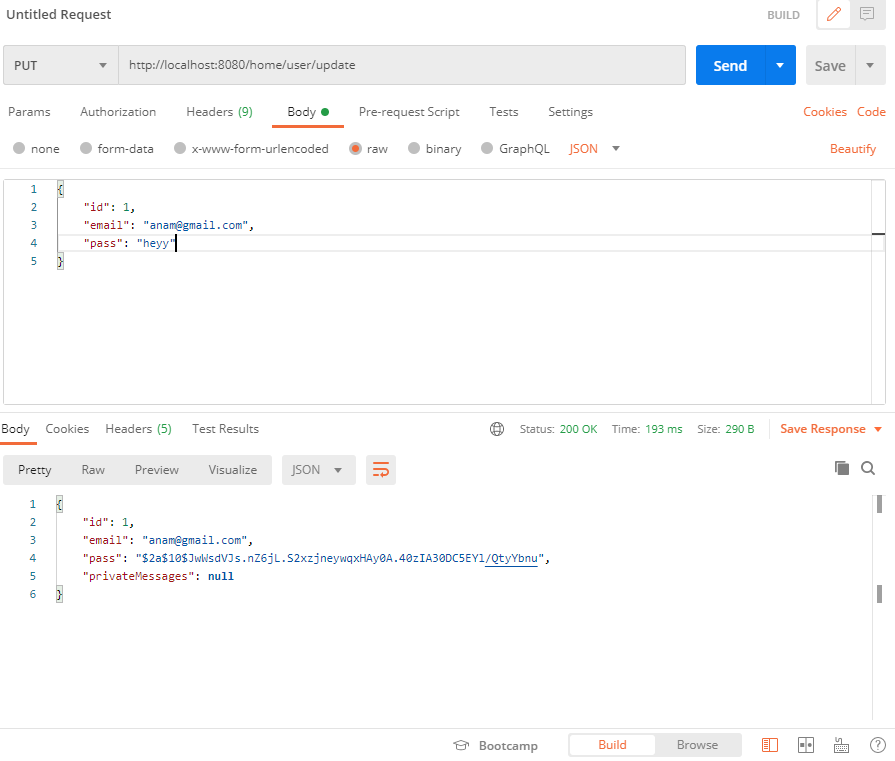 Untitled Request
BUILD
PUT
http://localhost:8080/home/user/update
Send
Save
Params
Authorization
Headers (9)
Body
Pre-request Script
Tests
Settings
Cookies
Code
none
form-data
x-www-form-urlencoded
raw
binary
GraphQL
JSON
Beautify
1 {
2 "id": 1,
3 "email": "anam@gmail.com",
4 "pass": "heyy"
5 }
Body
Cookies
Headers (5)
Test Results
Status: 200 OK
Time: 193 ms
Size: 290 B
Save Response
Pretty
Raw
Preview
Visualize
JSON
1 {
2 "id": 1,
3 "email": "anam@gmail.com",
4 "pass": "$2a$10$JwWsdVJs.nZ6jL.S2xzjneywqxHAy0A.40zIA30DC5EYl/QtyYbnu",
5 "privateMessages": null
6 }
Bootcamp
Build
Browse